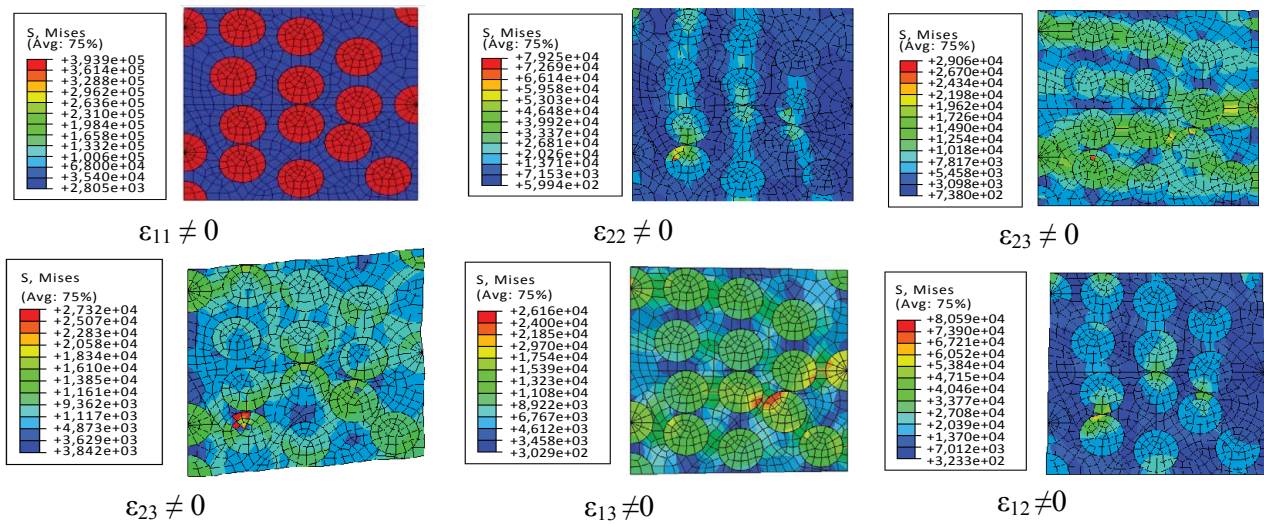 S, Mises
(Avg: 75%)
+3,939e+05
+3,614e+05
+3,288e+05
+2,962e+05
+2,636e+05
+2,310e+05
+1,984e+05
+1,658e+05
+1,332e+05
+1,006e+05
+6,800e+04
+3,540e+04
+2,805e+03
ε11 ≠ 0
S, Mises
(Avg: 75%)
+7,925e+04
+7,269e+04
+6,614e+04
+5,958e+04
+5,303e+04
+4,648e+04
+3,992e+04
+3,337e+04
+2,681e+04
+2,026e+04
+1,371e+04
+7,153e+03
+5,994e+02
ε22 ≠ 0
S, Mises
(Avg: 75%)
+2,906e+04
+2,670e+04
+2,434e+04
+2,198e+04
+1,962e+04
+1,726e+04
+1,490e+04
+1,254e+04
+1,018e+04
+7,817e+03
+5,458e+03
+3,098e+03
+7,380e+02
ε23 ≠ 0
S, Mises
(Avg: 75%)
+2,732e+04
+2,507e+04
+2,283e+04
+2,058e+04
+1,834e+04
+1,610e+04
+1,385e+04
+1,161e+04
+9,362e+03
+1,117e+03
+4,873e+03
+3,629e+03
+3,842e+03
ε23 ≠ 0
S, Mises
(Avg: 75%)
+2,616e+04
+2,400e+04
+2,185e+04
+2,970e+04
+1,754e+04
+1,539e+04
+1,323e+04
+1,108e+04
+8,922e+03
+6,767e+03
+4,612e+03
+3,458e+03
+3,029e+02
ε13 ≠0
S, Mises
(Avg: 75%)
+8,059e+04
+7,390e+04
+6,721e+04
+6,052e+04
+5,384e+04
+4,715e+04
+4,046e+04
+3,377e+04
+2,708e+04
+2,039e+04
+1,370e+04
+7,012e+03
+3,233e+02
ε12 ≠0